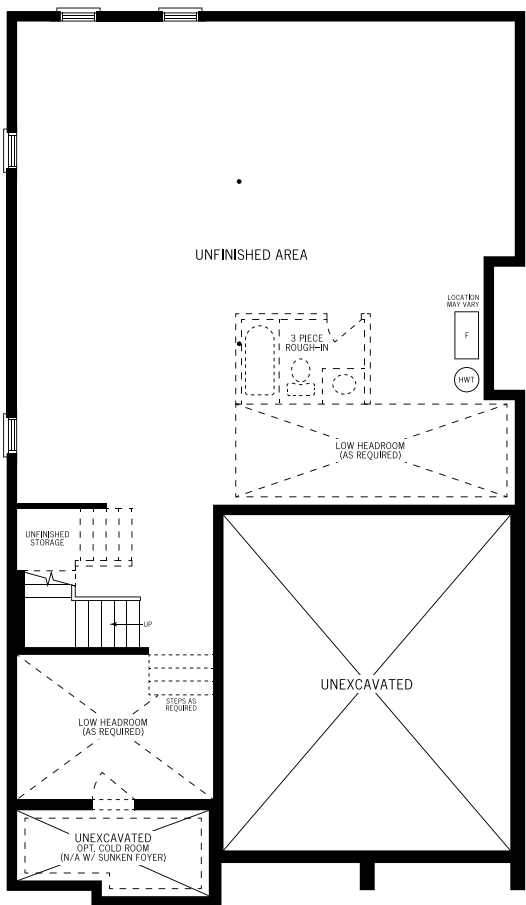 UNFINISHED AREA
LOCATION
MAY VARY
F
HWT
3 PIECE
ROUGH-IN
LOW HEADROOM
(AS REQUIRED)
UNFINISHED
STORAGE
UP
UNEXCAVATED
STEPS AS
REQUIRED
LOW HEADROOM
(AS REQUIRED)
UNEXCAVATED
OPT. COLD ROOM
(N/A W/ SUNKEN FOYER)